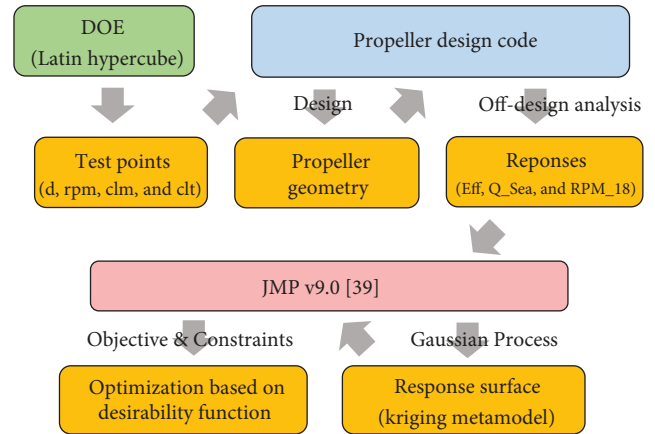 DOE
(Latin hypercube)
Propeller design code
Design
Off-design analysis
Test points
(d, rpm, clm, and clt)
Propeller
geometry
Reponses
(Eff, Q_Sea, and RPM_18)
JMP v9.0 [39]
Objective & Constraints
Gaussian Process
Optimization based on
desirability function
Response surface
(kriging metamodel)